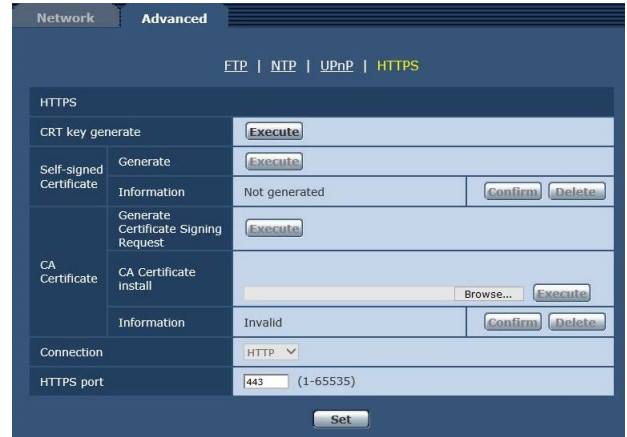 Network Advanced
FTP | NTP | UPnP | HTTPS
HTTPS
CRT key generate Execute
Self-signed Certificate
Generate Execute
Information Not generated Confirm Delete
CA Certificate
Generate Certificate Signing Request Execute
CA Certificate install Browse... Execute
Information Invalid Confirm Delete
Connection HTTP
HTTPS port 443 (1-65535)
Set